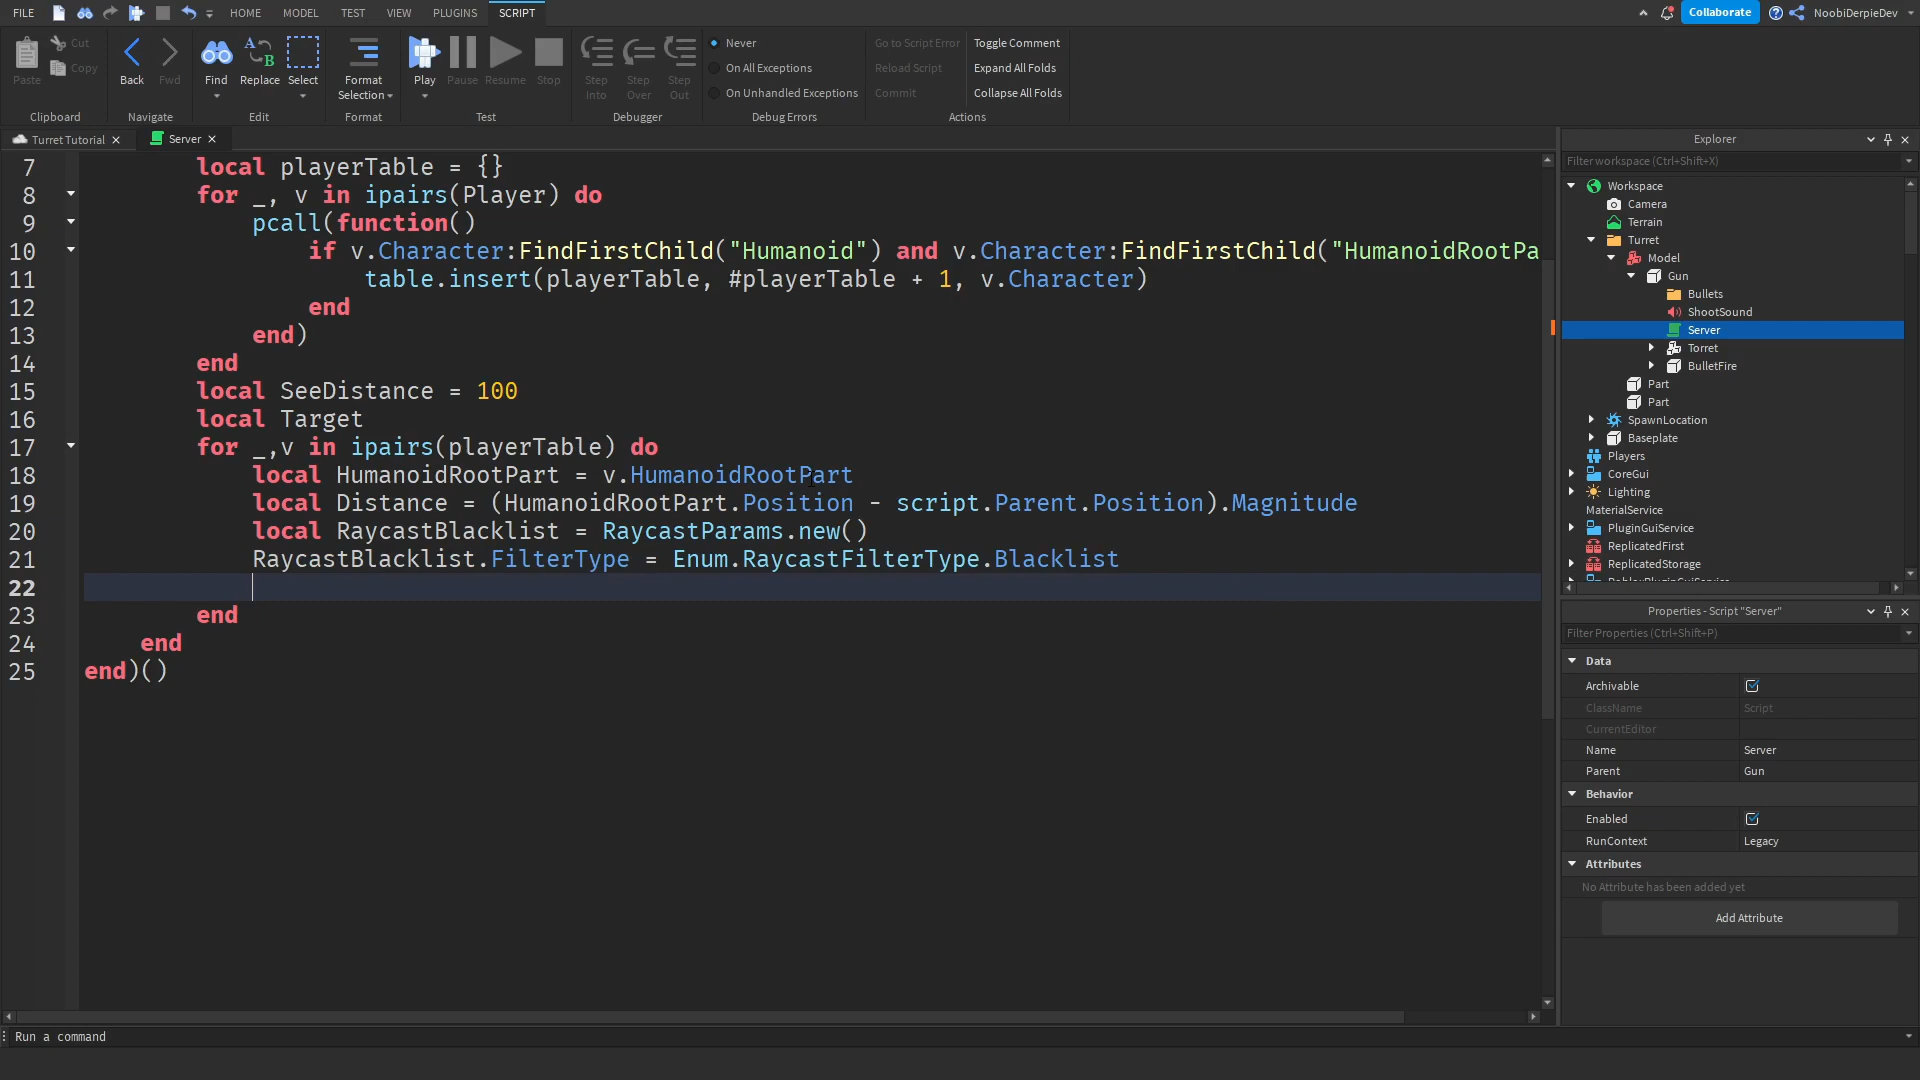 FILE HOME MODEL TEST VIEW PLUGINS SCRIPT Collaborate NoobiDerpieDev
Paste Cut Copy
Back Fwd
Find Replace Select
Format Selection
Play Pause Resume Stop
Step Into Step Over Step Out
Never
On All Exceptions
On Unhandled Exceptions
Go to Script Error
Reload Script
Commit
Toggle Comment
Expand All Folds
Collapse All Folds
Clipboard Navigate Edit Format Test Debugger Debug Errors Actions
Turret Tutorial Server
7 local playerTable = {}
8 for _, v in ipairs(Player) do
9 pcall(function()
10 if v.Character:FindFirstChild("Humanoid") and v.Character:FindFirstChild("HumanoidRootPa
11 table.insert(playerTable, #playerTable + 1, v.Character)
12 end
13 end)
14 end
15 local SeeDistance = 100
16 local Target
17 for _,v in ipairs(playerTable) do
18 local HumanoidRootPart = v.HumanoidRootPart
19 local Distance = (HumanoidRootPart.Position - script.Parent.Position).Magnitude
20 local RaycastBlacklist = RaycastParams.new()
21 RaycastBlacklist.FilterType = Enum.RaycastFilterType.Blacklist
22
23 end
24 end
25 end)()
Run a command
Explorer
Filter workspace (Ctrl+Shift+X)
Workspace
Camera
Terrain
Turret
Model
Gun
Bullets
ShootSound
Server
Torret
BulletFire
Part
Part
SpawnLocation
Baseplate
Players
CoreGui
Lighting
MaterialService
PluginGuiService
ReplicatedFirst
ReplicatedStorage
RobloxPluginGuiService
Properties - Script "Server"
Filter Properties (Ctrl+Shift+P)
Data
Archivable
ClassName Script
CurrentEditor
Name Server
Parent Gun
Behavior
Enabled
RunContext Legacy
Attributes
No Attribute has been added yet
Add Attribute